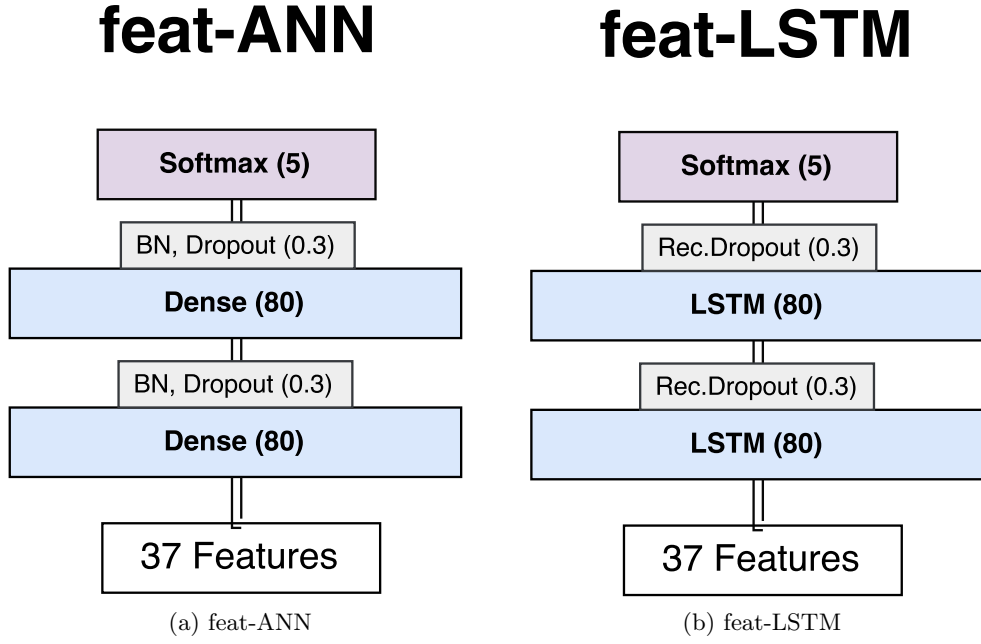 feat-ANN
Softmax (5)
BN, Dropout (0.3)
Dense (80)
BN, Dropout (0.3)
Dense (80)
37 Features
(a) feat-ANN
feat-LSTM
Softmax (5)
Rec.Dropout (0.3)
LSTM (80)
Rec.Dropout (0.3)
LSTM (80)
37 Features
(b) feat-LSTM